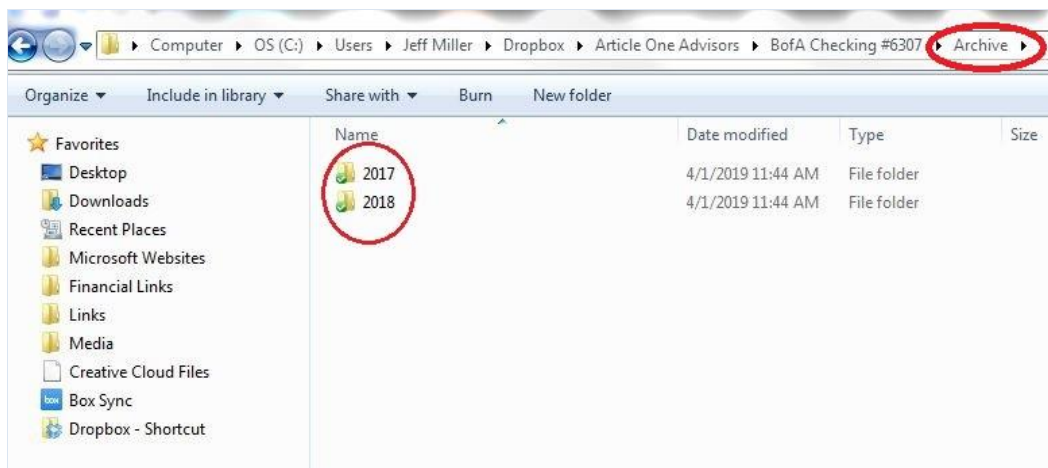 Computer OS (C:) Users Jeff Miller Dropbox Article One Advisors BofA Checking #6307 Archive
Organize Include in library Share with Burn New folder
Favorites
Desktop
Downloads
Recent Places
Microsoft Websites
Financial Links
Links
Media
Creative Cloud Files
box Box Sync
Dropbox - Shortcut
Name Date modified Type Size
2017 4/1/2019 11:44 AM File folder
2018 4/1/2019 11:44 AM File folder